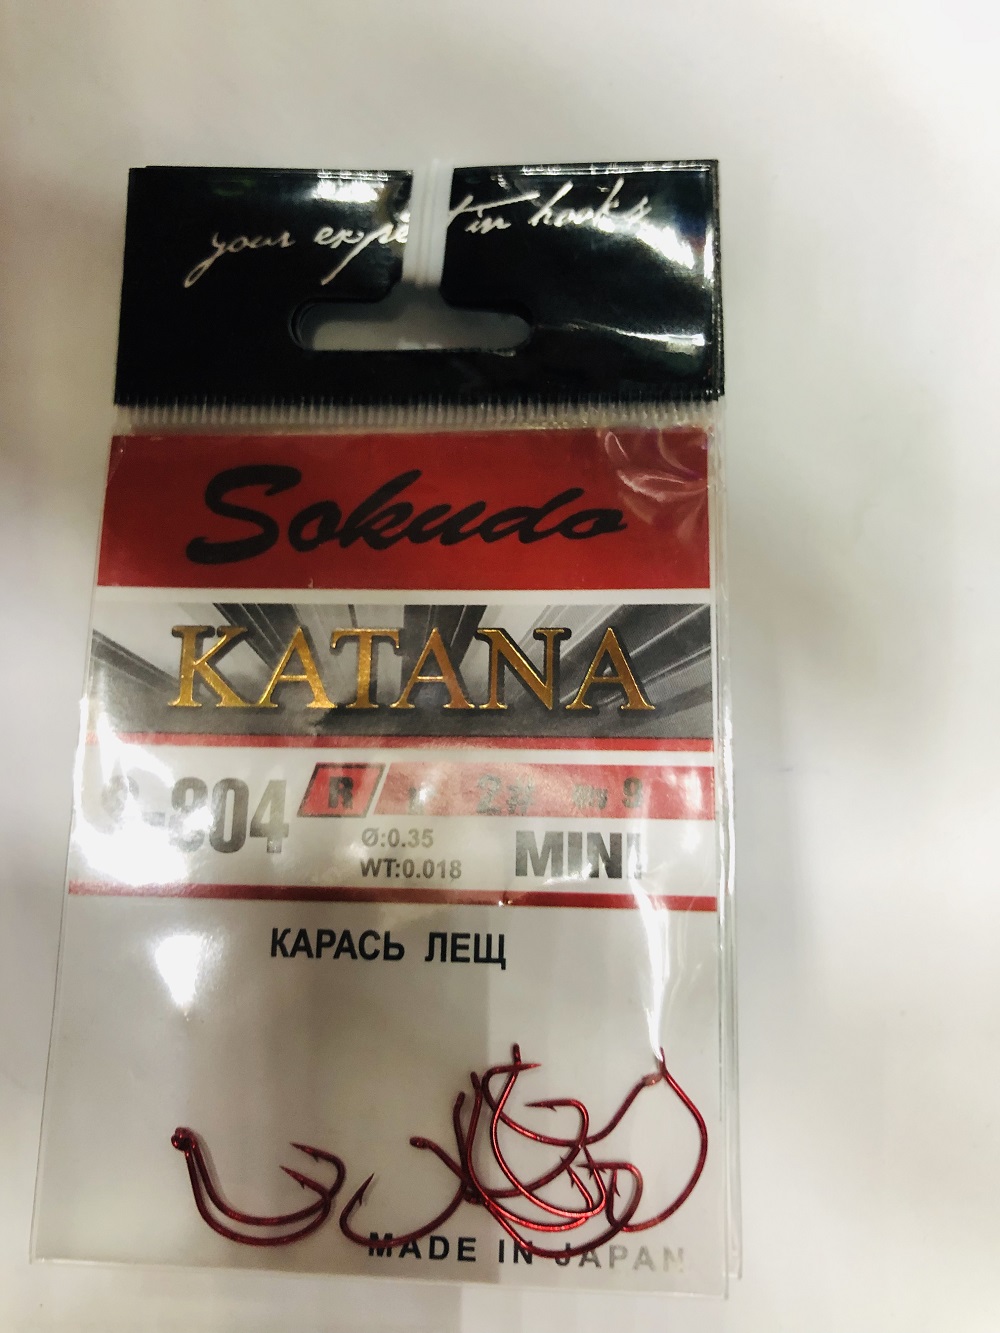 your expert in hooks
Sokudo
KATANA
R
Ø:0.35
WT:0.018
MINI
КАРАСЬ ЛЕЩ
MADE IN JAPAN